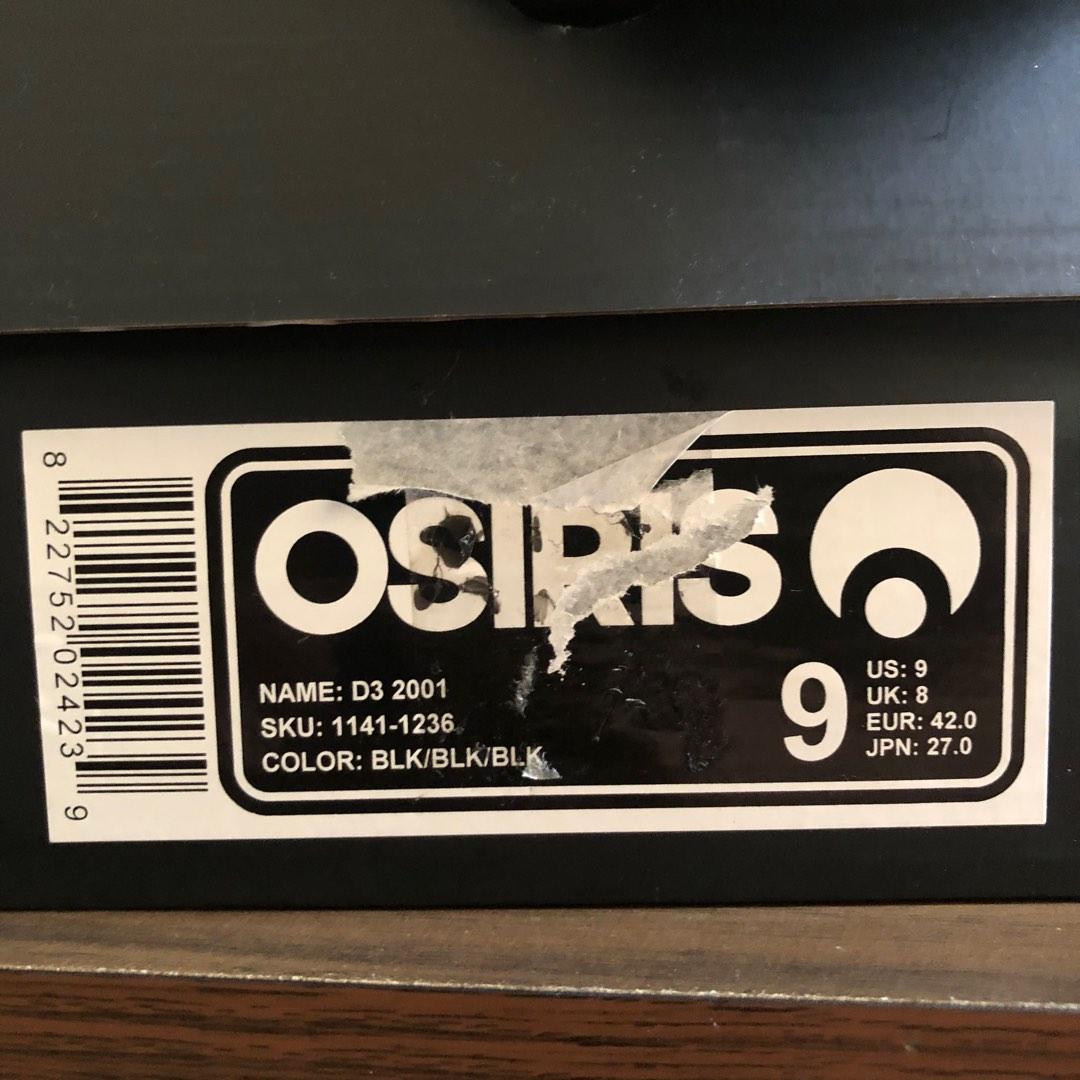 8 22752 02423 9
OSIRIS
NAME: D3 2001
SKU: 1141-1236
COLOR: BLK/BLK/BLK
9
US: 9
UK: 8
EUR: 42.0
JPN: 27.0